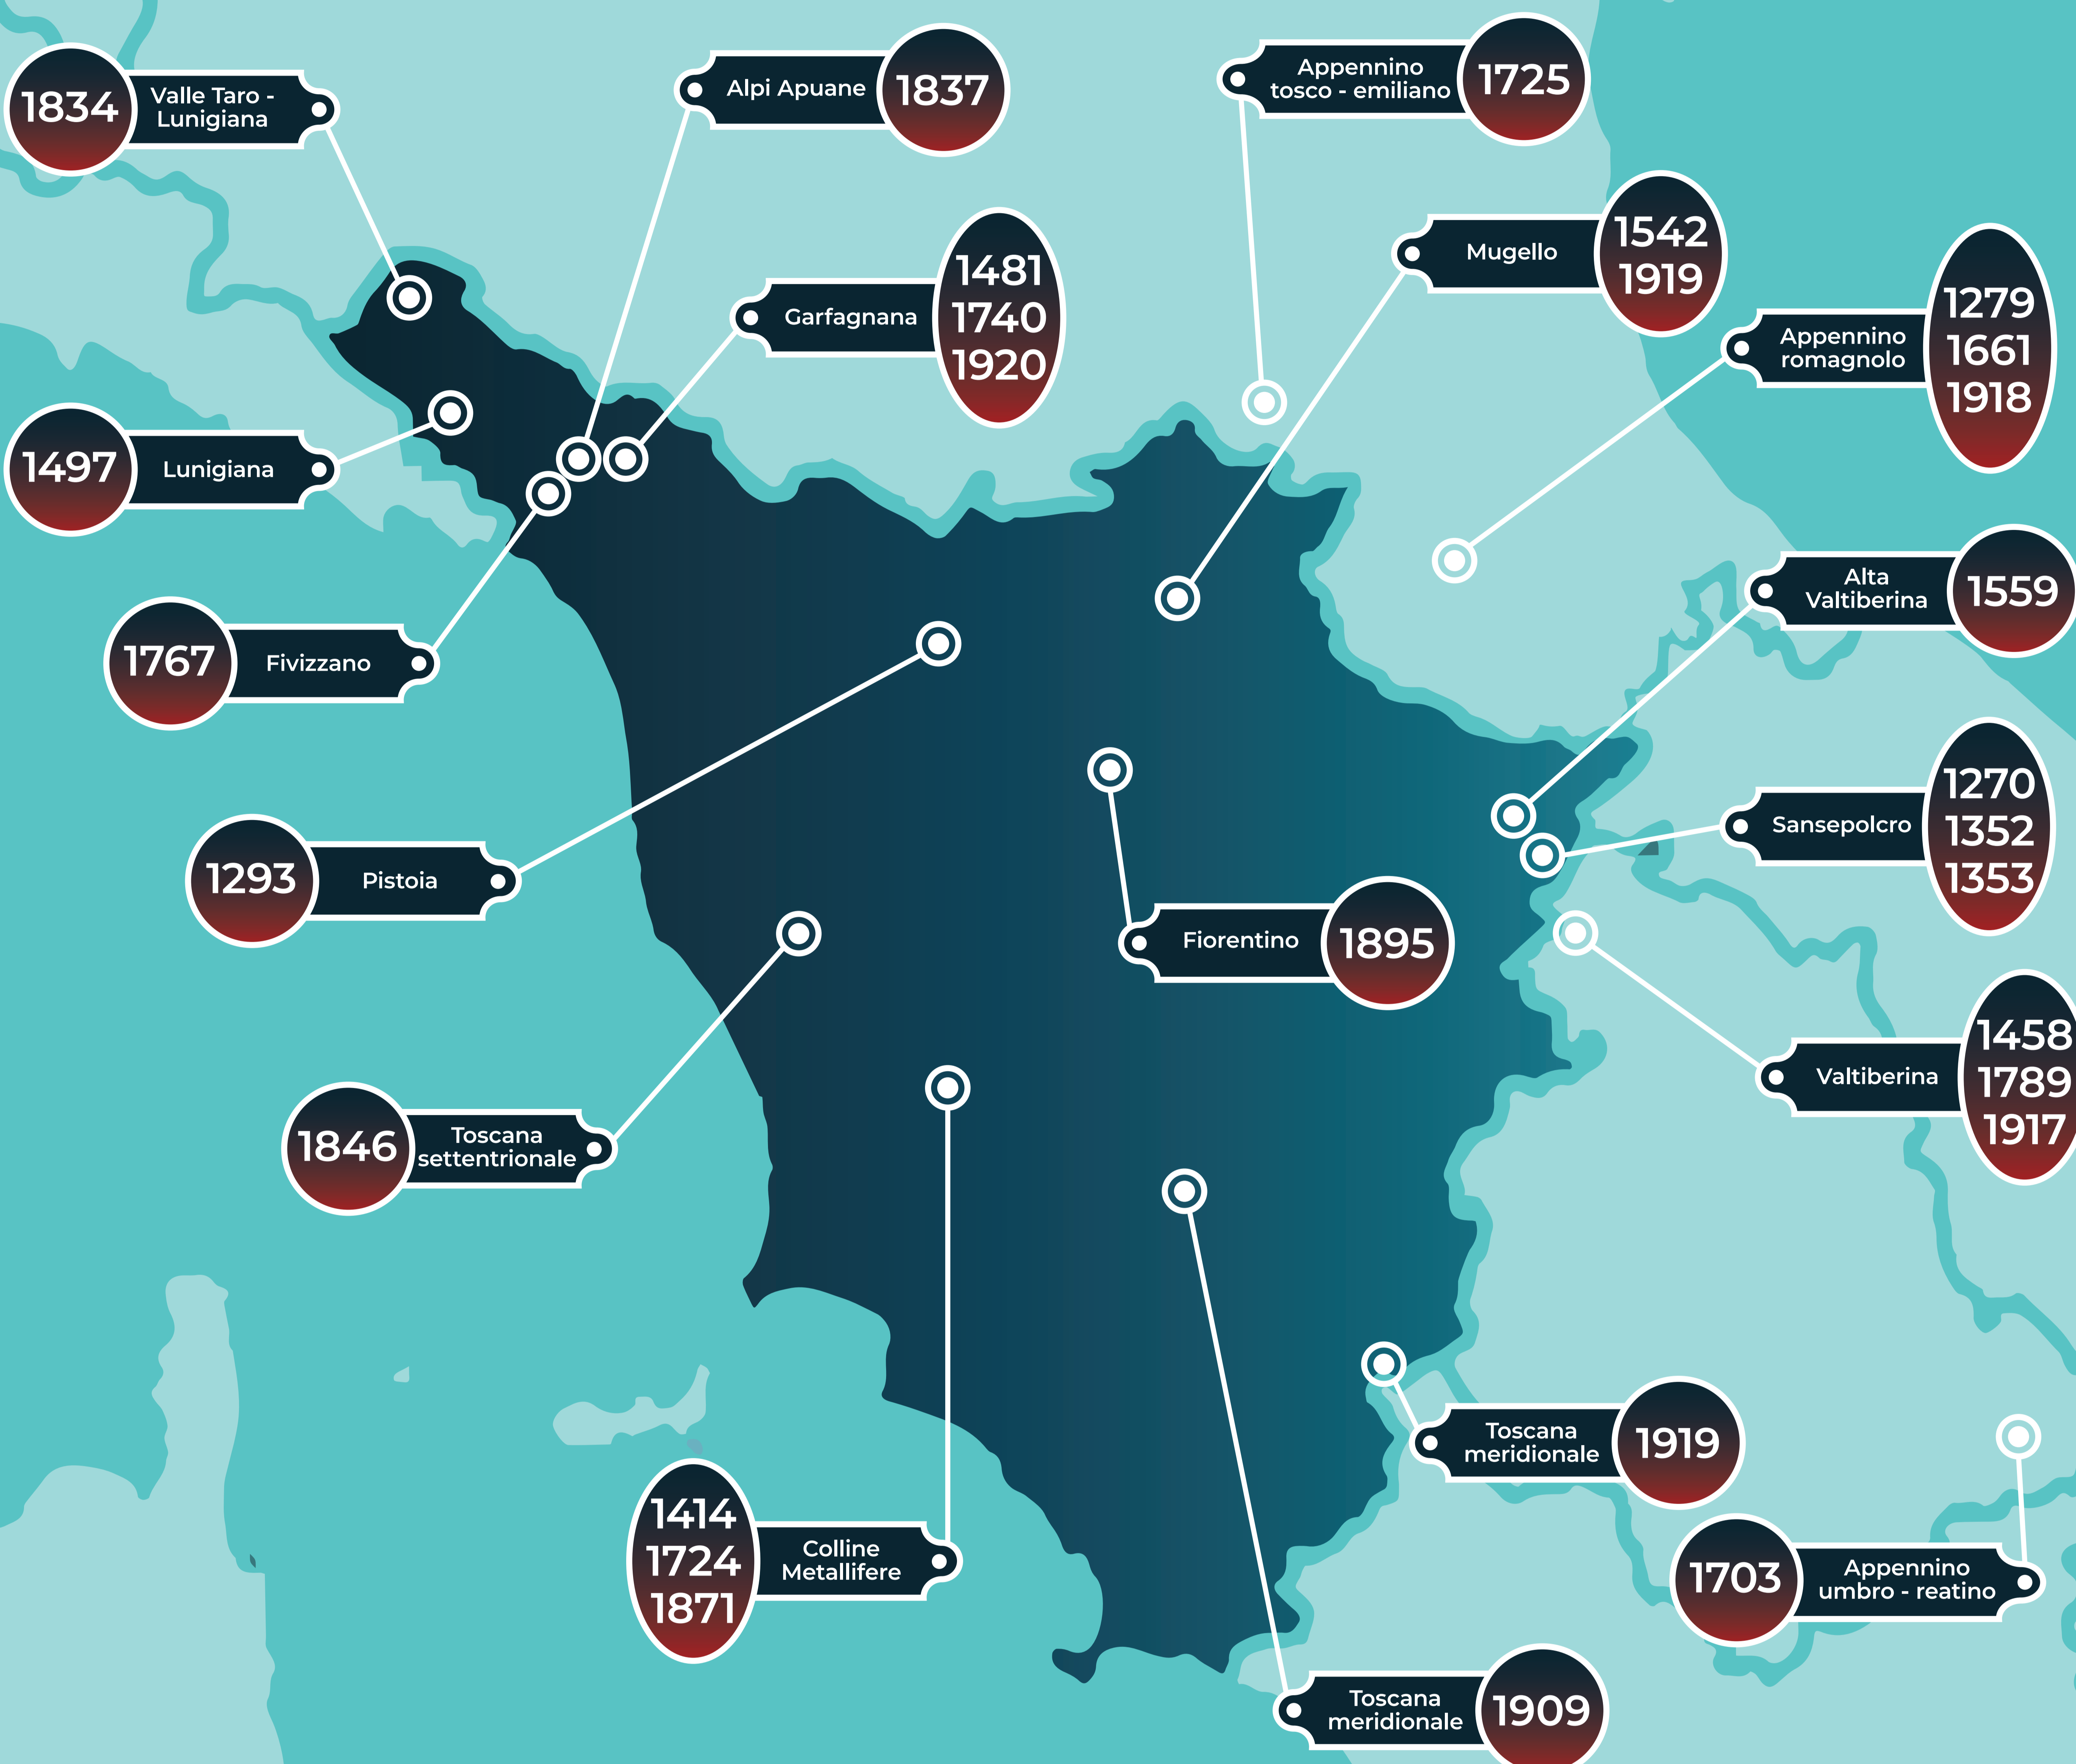 1834
Valle Taro -
Lunigiana
Alpi Apuane
1837
Appennino
tosco - emiliano
1725
Mugello
1542
1919
Garfagnana
1481
1740
1920
Appennino
romagnolo
1279
1661
1918
1497
Lunigiana
Alta
Valtiberina
1559
1767
Fivizzano
Sansepolcro
1270
1352
1353
1293
Pistoia
Fiorentino
1895
Valtiberina
1458
1789
1917
1846
Toscana
settentrionale
Toscana
meridionale
1919
1414
1724
1871
Colline
Metallifere
1703
Appennino
umbro - reatino
Toscana
meridionale
1909